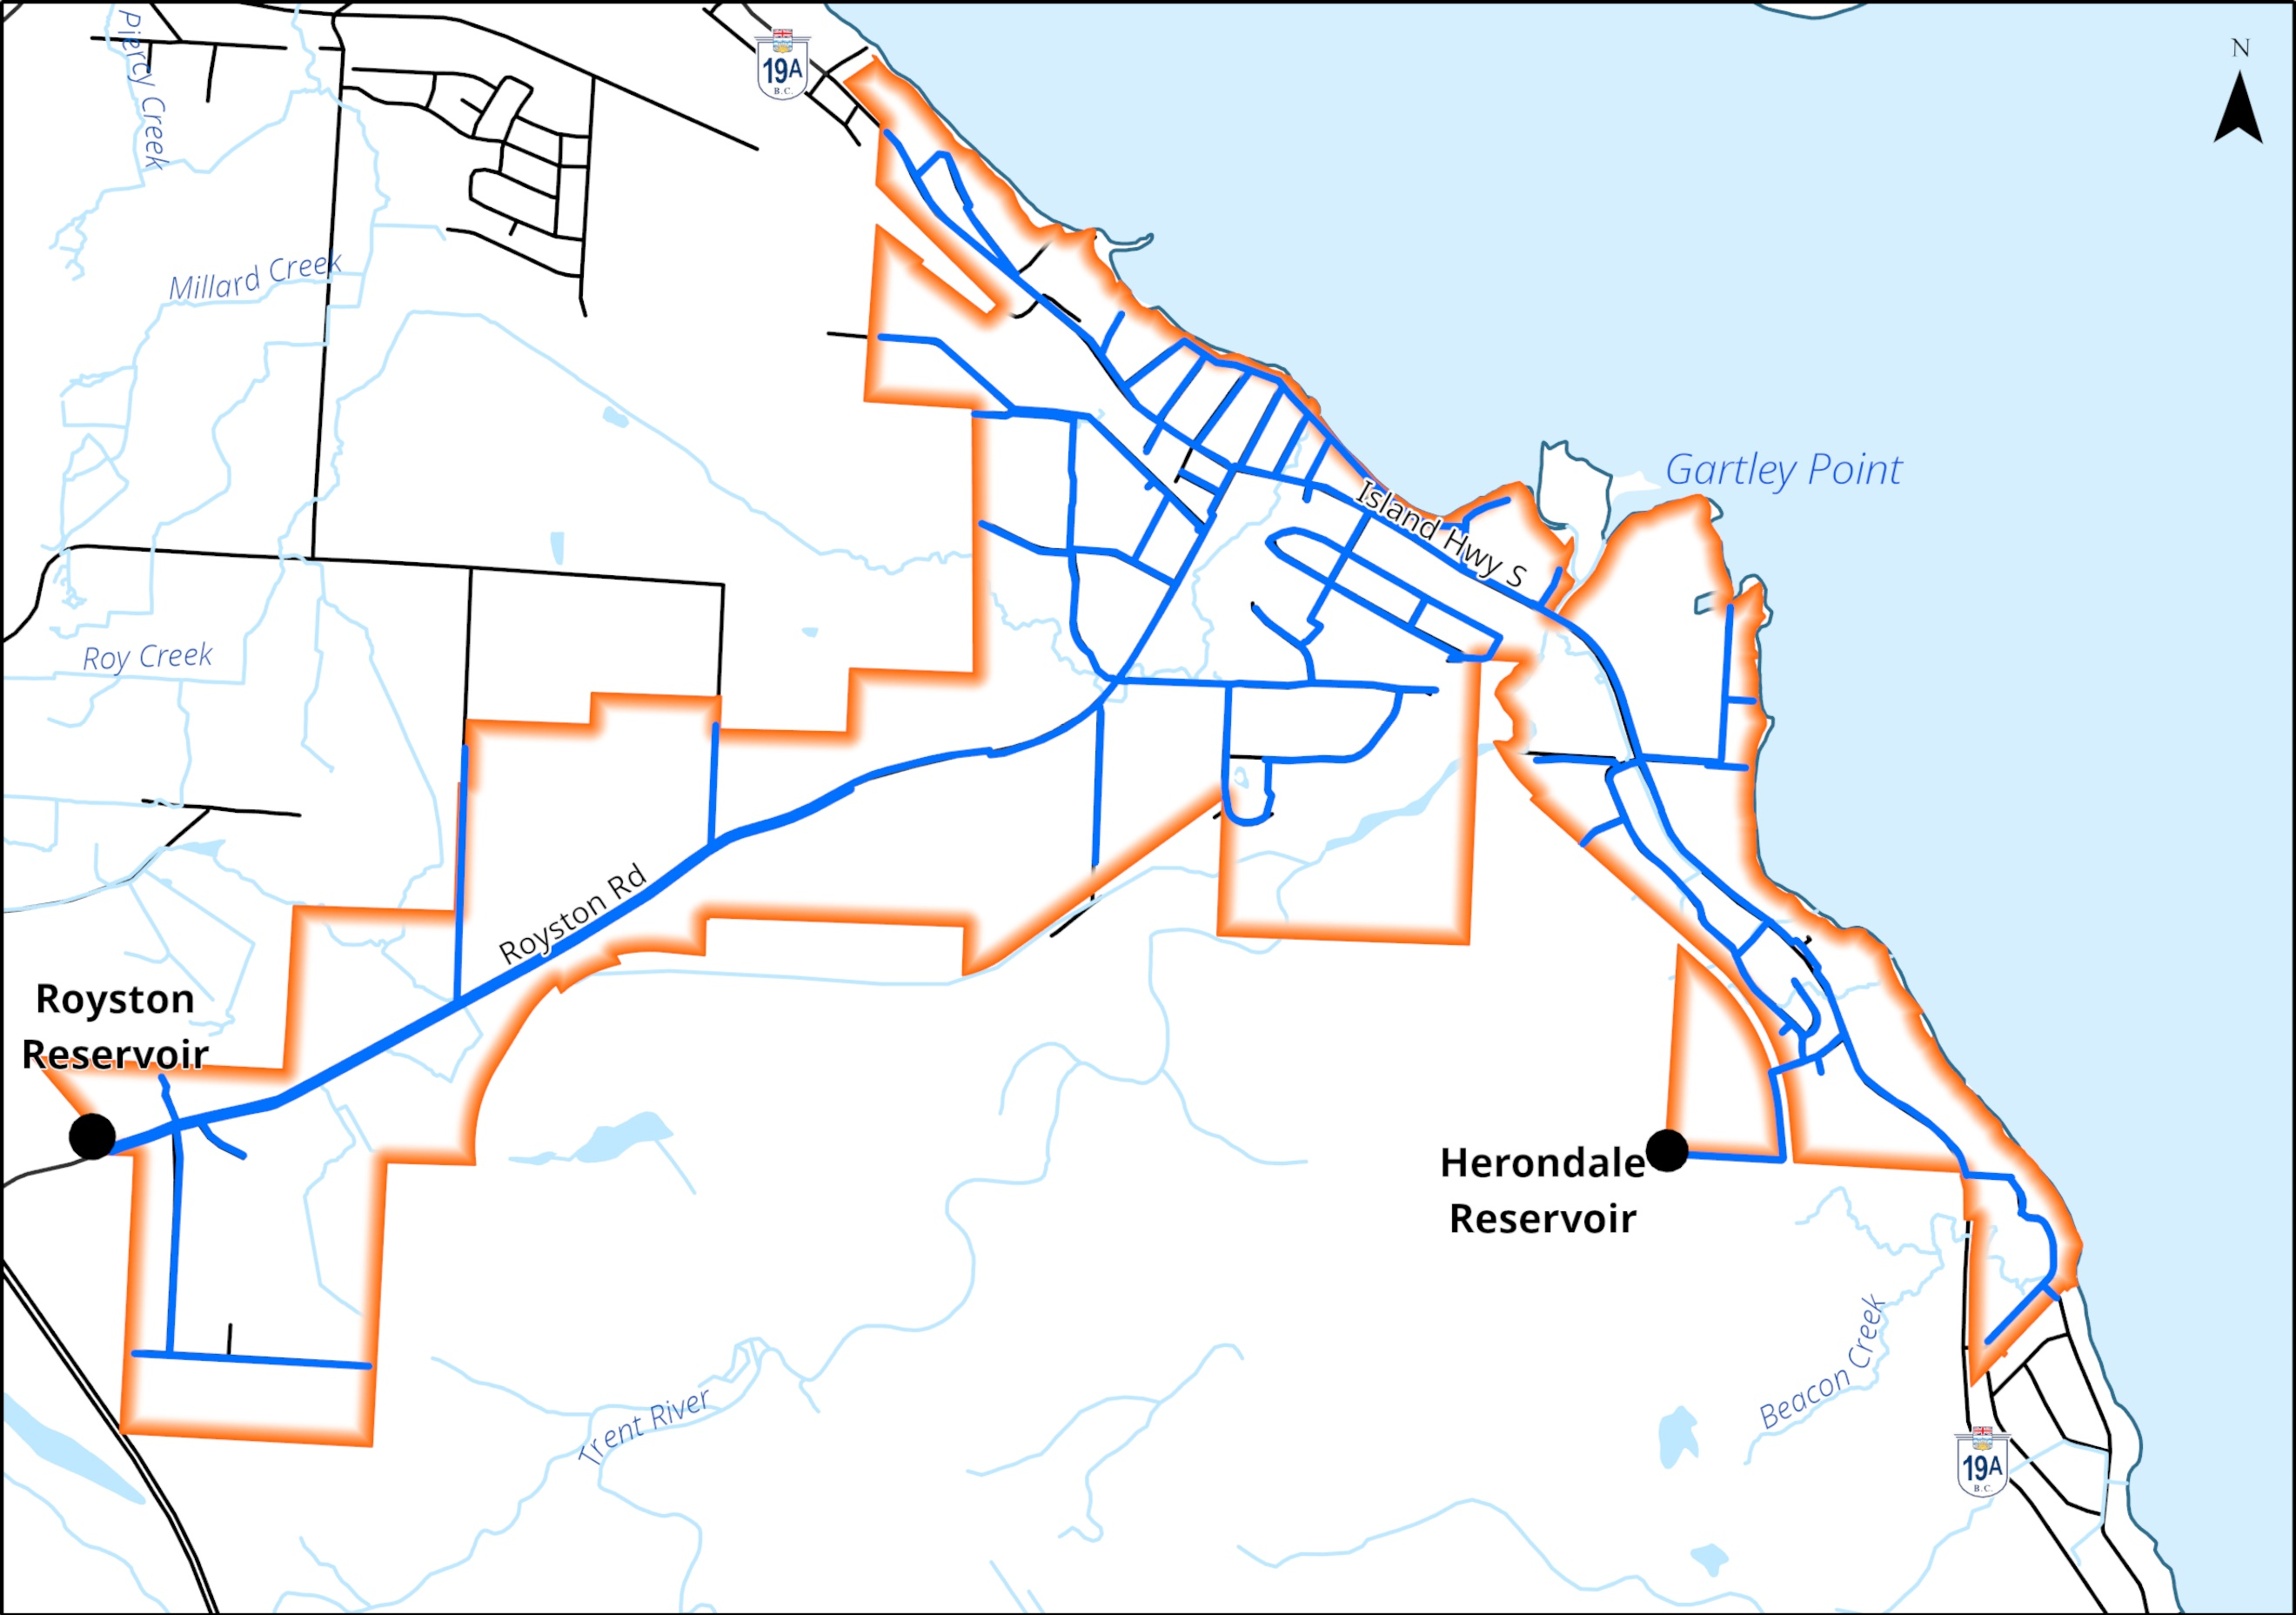 Piercy Creek
19A
B.C.
N
Millard Creek
Gartley Point
Island Hwy S
Roy Creek
Royston Rd
Royston
Reservoir
Herondale
Reservoir
Beacon Creek
Trent River
19A
B.C.